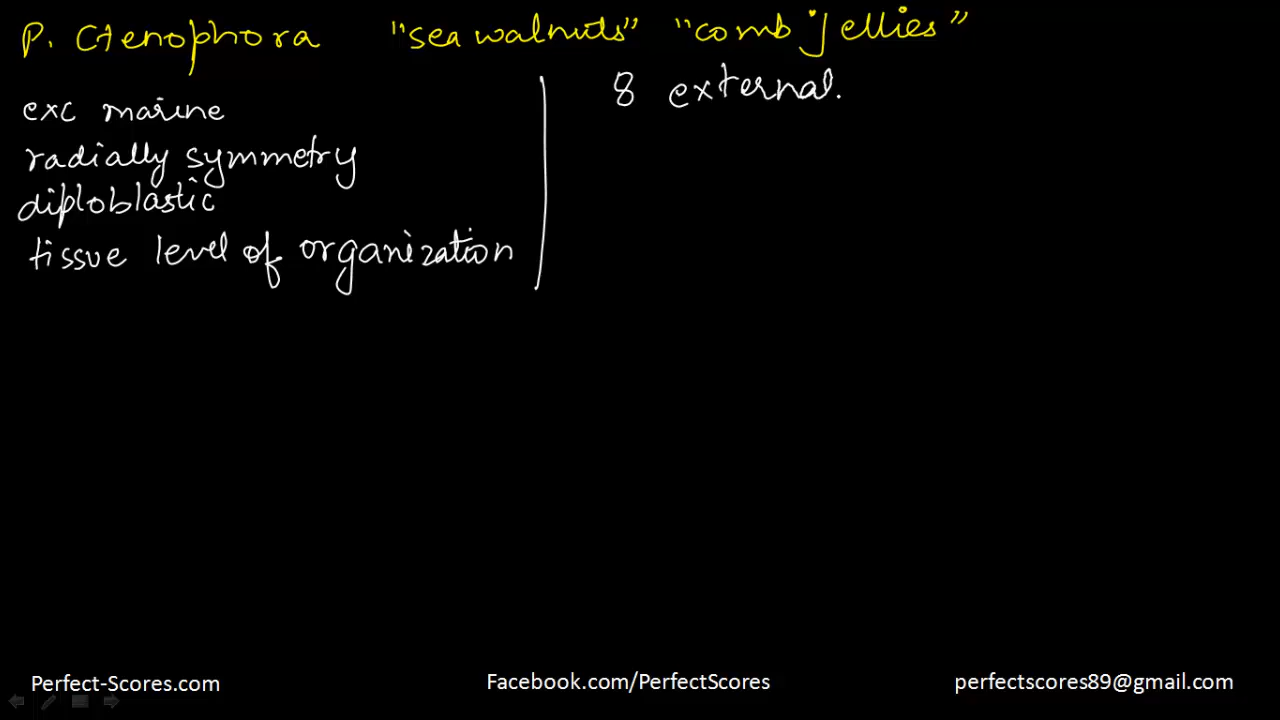 P. Ctenophora "sea walnuts" "comb jellies"
exc marine
radially symmetry
diploblastic
tissue level of organization
8 external.
Perfect-Scores.com
Facebook.com/PerfectScores
perfectscores89@gmail.com